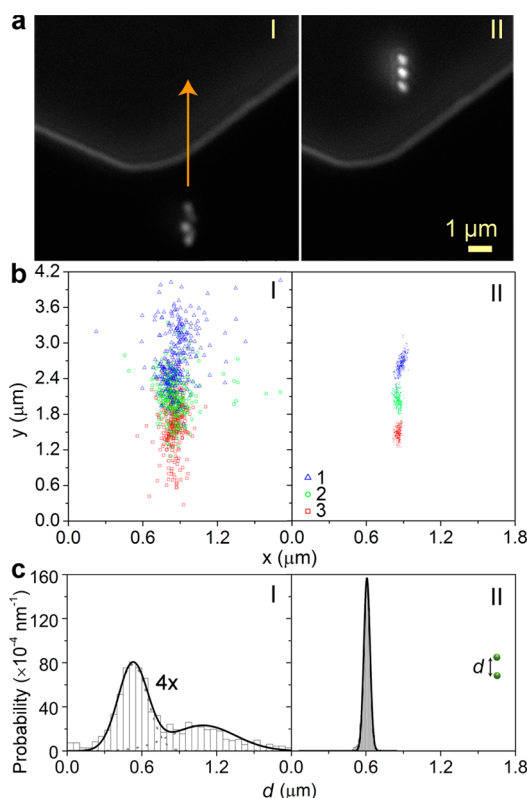 a
I
II
1 μm
b
I
II
y (μm)
4.2
3.6
3.0
2.4
1.8
1.2
0.6
0.0
1
2
3
0.0 0.6 1.2 0.0 0.6 1.2 1.8
x (μm)
c
I
II
Probability (×10⁻⁴ nm⁻¹)
160
120
80
40
0
4x
d
0.0 0.6 1.2 0.0 0.6 1.2 1.8
d (μm)